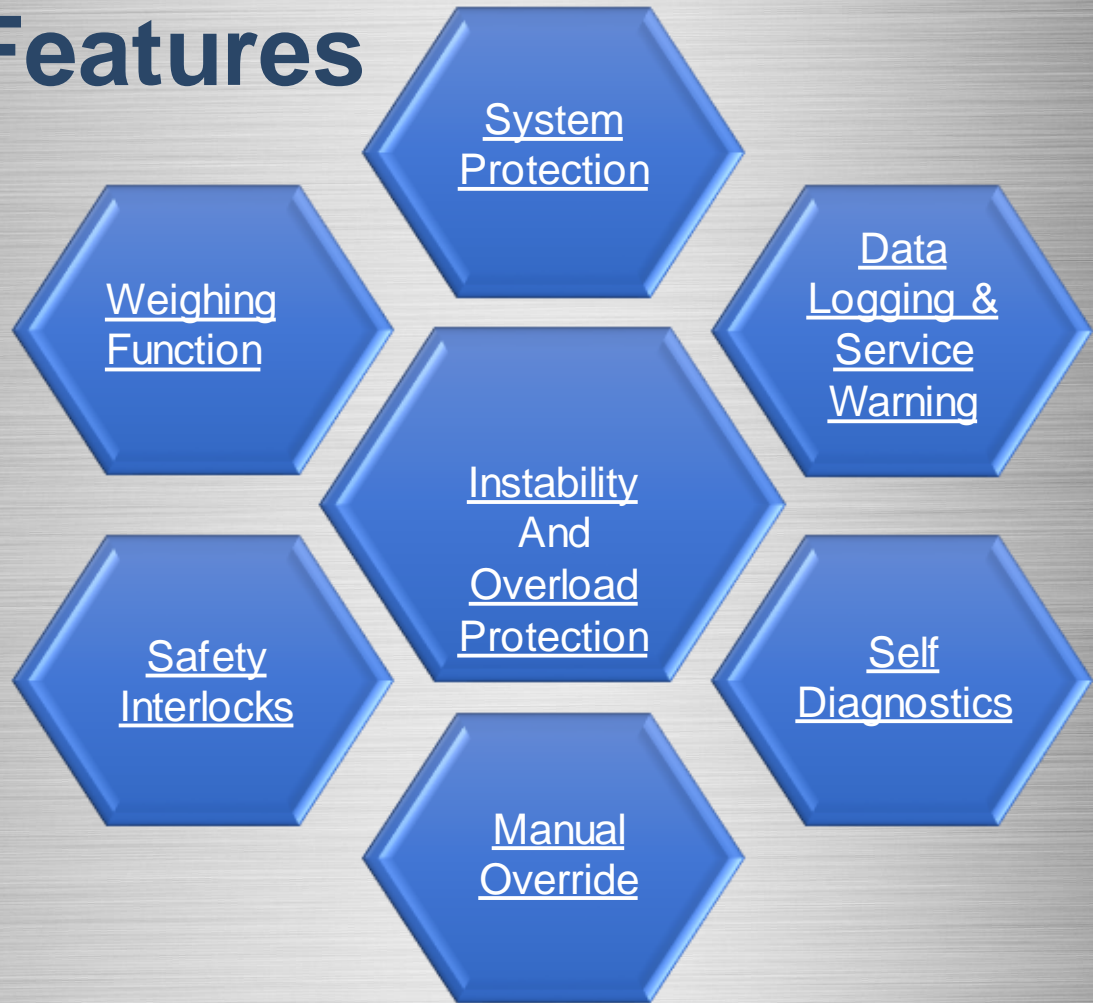 Features
System
Protection
Weighing
Function
Data
Logging &
Service
Warning
Instability
And
Overload
Protection
Safety
Interlocks
Self
Diagnostics
Manual
Override